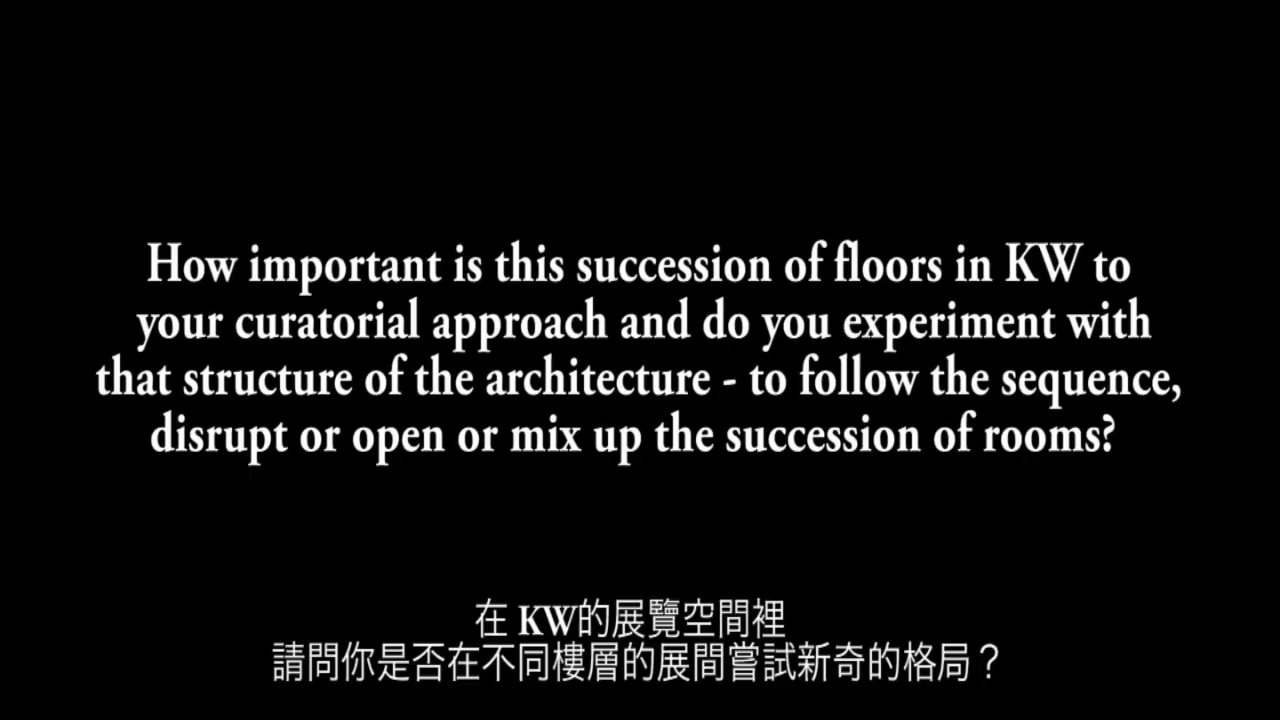 How important is this succession of floors in KW to
your curatorial approach and do you experiment with
that structure of the architecture - to follow the sequence,
disrupt or open or mix up the succession of rooms?
在 KW的展覽空間裡
請問你是否在不同樓層的展間嘗試新奇的格局？